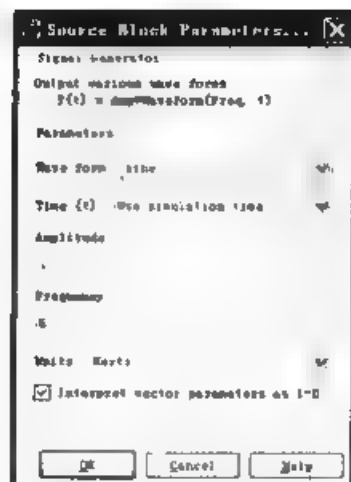 Source Block Parameters...
Signal Generator
Output various wave forms
Y(t) = Amp*Waveform(Freq, t)
Parameters
Wave form: sine
Time (t): Use simulation time
Amplitude
Frequency
Units: Hertz
Interpret vector parameters as 1-D
OK
Cancel
Help